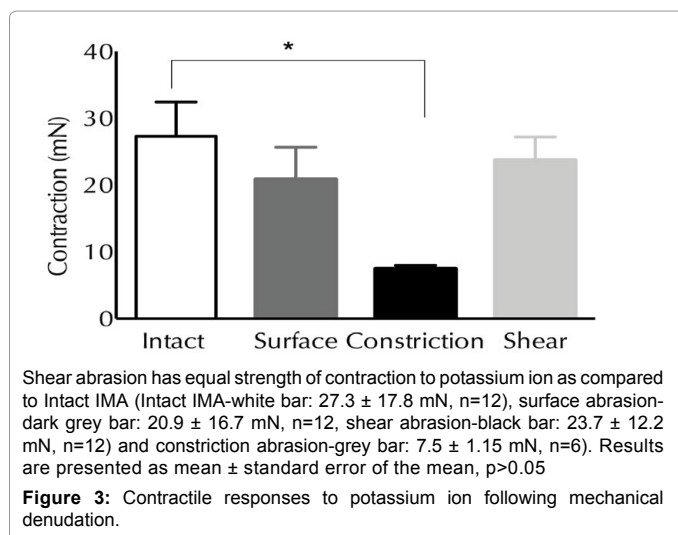 *
40
30
20
10
0
Contraction (mN)
Intact Surface Constriction Shear
Shear abrasion has equal strength of contraction to potassium ion as compared
to Intact IMA (Intact IMA-white bar: 27.3 ± 17.8 mN, n=12), surface abrasion-
dark grey bar: 20.9 ± 16.7 mN, n=12, shear abrasion-black bar: 23.7 ± 12.2
mN, n=12) and constriction abrasion-grey bar: 7.5 ± 1.15 mN, n=6). Results
are presented as mean ± standard error of the mean, p>0.05
Figure 3: Contractile responses to potassium ion following mechanical
denudation.